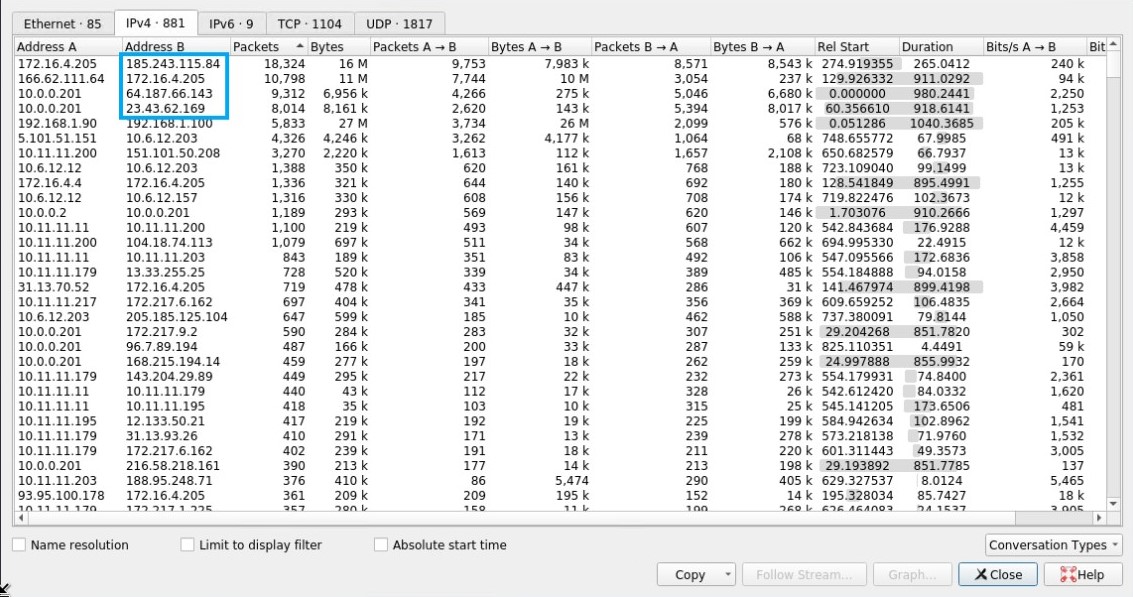 Ethernet · 85 IPv4 · 881 IPv6 · 9 TCP · 1104 UDP · 1817
Address A Address B Packets Bytes Packets A → B Bytes A → B Packets B → A Bytes B → A Rel Start Duration Bits/s A → B Bit
172.16.4.205 185.243.115.84 18,324 16 M 9,753 7,983 k 8,571 8,543 k 274.919355 265.0412 240 k
166.62.111.64 172.16.4.205 10,798 11 M 7,744 10 M 3,054 237 k 129.926332 911.0292 94 k
10.0.0.201 64.187.66.143 9,312 6,956 k 4,266 275 k 5,046 6,680 k 0.000000 980.2441 2,250
10.0.0.201 23.43.62.169 8,014 8,161 k 2,620 143 k 5,394 8,017 k 60.356610 918.6141 1,253
192.168.1.90 192.168.1.100 5,833 27 M 3,734 26 M 2,099 576 k 0.051286 1040.3685 205 k
5.101.51.151 10.6.12.203 4,326 4,246 k 3,262 4,177 k 1,064 68 k 748.655772 67.9985 491 k
10.11.11.200 151.101.50.208 3,270 2,220 k 1,613 112 k 1,657 2,108 k 650.682579 66.7937 13 k
10.6.12.12 10.6.12.203 1,388 350 k 620 161 k 768 188 k 723.109040 99.1499 13 k
172.16.4.4 172.16.4.205 1,336 321 k 644 140 k 692 180 k 128.541849 895.4991 1,255
10.6.12.12 10.6.12.157 1,316 330 k 608 156 k 708 174 k 719.822476 102.3673 12 k
10.0.0.2 10.0.0.201 1,189 293 k 569 147 k 620 146 k 1.703076 910.2666 1,297
10.11.11.11 10.11.11.200 1,100 219 k 493 98 k 607 120 k 542.843684 176.9288 4,459
10.11.11.200 104.18.74.113 1,079 697 k 511 34 k 568 662 k 694.995330 22.4915 12 k
10.11.11.11 10.11.11.203 843 189 k 351 83 k 492 106 k 547.095566 172.6836 3,858
10.11.11.179 13.33.255.25 728 520 k 339 34 k 389 485 k 554.184888 94.0158 2,950
31.13.70.52 172.16.4.205 719 478 k 433 447 k 286 31 k 141.467974 899.4198 3,982
10.11.11.217 172.217.6.162 697 404 k 341 35 k 356 369 k 609.659252 106.4835 2,664
10.6.12.203 205.185.125.104 647 599 k 185 10 k 462 588 k 737.380091 79.8144 1,050
10.0.0.201 172.217.9.2 590 284 k 283 32 k 307 251 k 29.204268 851.7820 302
10.0.0.201 96.7.89.194 487 166 k 200 33 k 287 133 k 825.110351 4.4491 59 k
10.0.0.201 168.215.194.14 459 277 k 197 18 k 262 259 k 24.997888 855.9932 170
10.11.11.179 143.204.29.89 449 295 k 217 22 k 232 273 k 554.179931 74.8400 2,361
10.11.11.11 10.11.11.179 440 43 k 112 17 k 328 26 k 542.612420 84.0332 1,620
10.11.11.11 10.11.11.195 418 35 k 103 10 k 315 25 k 545.141205 173.6506 481
10.11.11.195 12.133.50.21 417 219 k 192 19 k 225 199 k 584.942634 102.8962 1,541
10.11.11.179 31.13.93.26 410 291 k 171 13 k 239 278 k 573.218138 71.9760 1,532
10.11.11.179 172.217.6.162 402 239 k 191 18 k 211 220 k 601.311443 49.3573 3,005
10.0.0.201 216.58.218.161 390 213 k 177 14 k 213 198 k 29.193892 851.7785 137
10.11.11.203 188.95.248.71 376 410 k 86 5,474 290 405 k 629.327537 8.0124 5,465
93.95.100.178 172.16.4.205 361 209 k 209 195 k 152 14 k 195.328034 85.7427 18 k
10.11.11.179 172.217.1.225 357 280 k 158 11 k 199 268 k 626.464083 24.1537 3,905
Name resolution Limit to display filter Absolute start time Conversation Types
Copy Follow Stream... Graph... Close Help